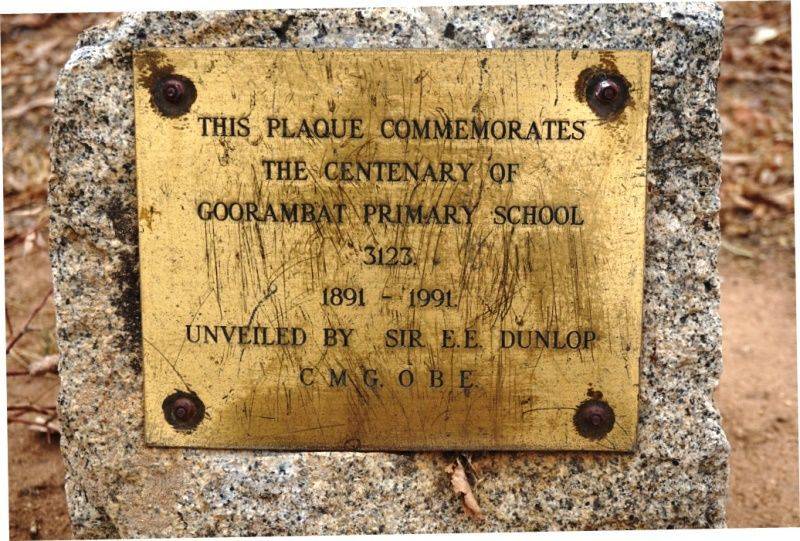 THIS PLAQUE COMMEMORATES
THE CENTENARY OF
GOORAMBAT PRIMARY SCHOOL
3123.
1891 - 1991.
UNVEILED BY SIR E.E. DUNLOP
C M G. O B E.